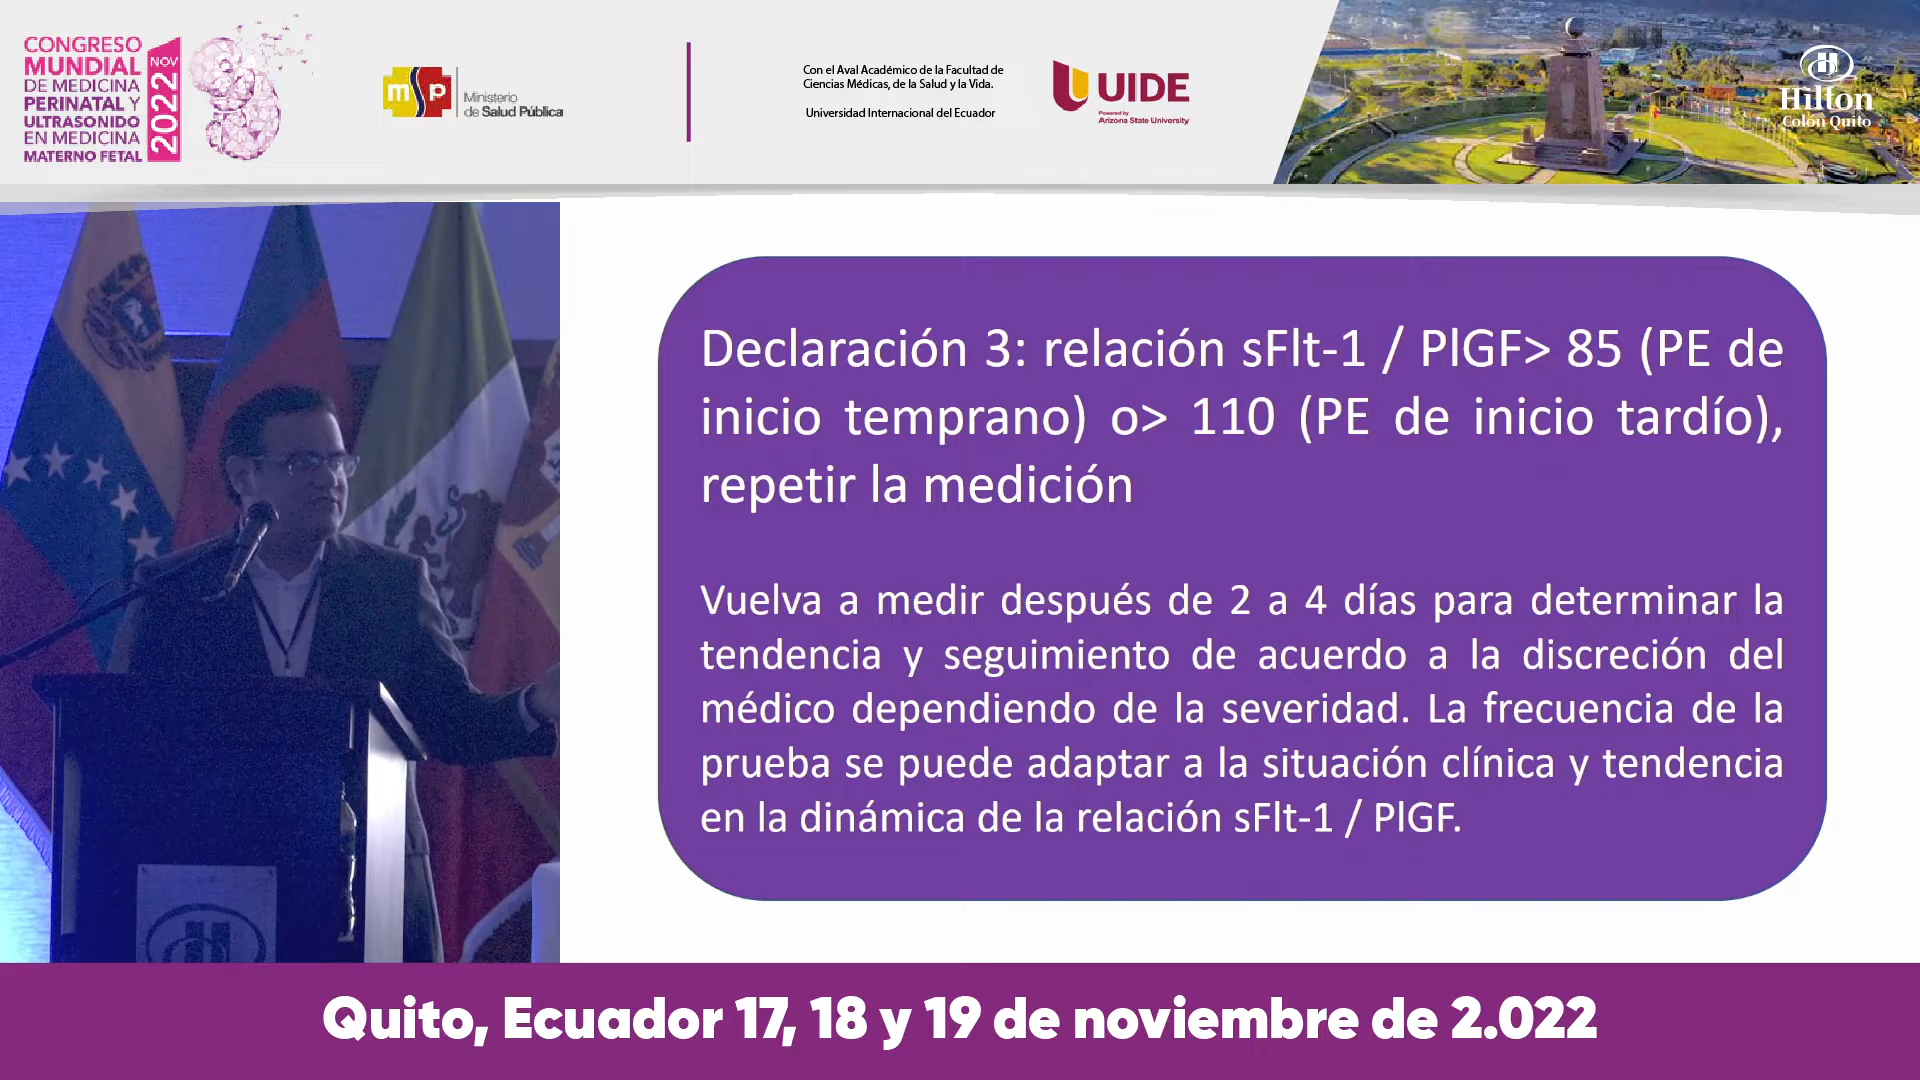 CONGRESO
MUNDIAL
DE MEDICINA
PERINATAL Y
ULTRASONIDO
EN MEDICINA
MATERNO FETAL
NOV
2022
msp
Ministerio
de Salud Pública
Con el Aval Académico de la Facultad de
Ciencias Médicas, de la Salud y la Vida.
Universidad Internacional del Ecuador
UIDE
Powered by
Arizona State University
Hilton
Colón Quito
Declaración 3: relación sFlt-1 / PlGF> 85 (PE de
inicio temprano) o> 110 (PE de inicio tardío),
repetir la medición
Vuelva a medir después de 2 a 4 días para determinar la
tendencia y seguimiento de acuerdo a la discreción del
médico dependiendo de la severidad. La frecuencia de la
prueba se puede adaptar a la situación clínica y tendencia
en la dinámica de la relación sFlt-1 / PlGF.
Quito, Ecuador 17, 18 y 19 de noviembre de 2.022